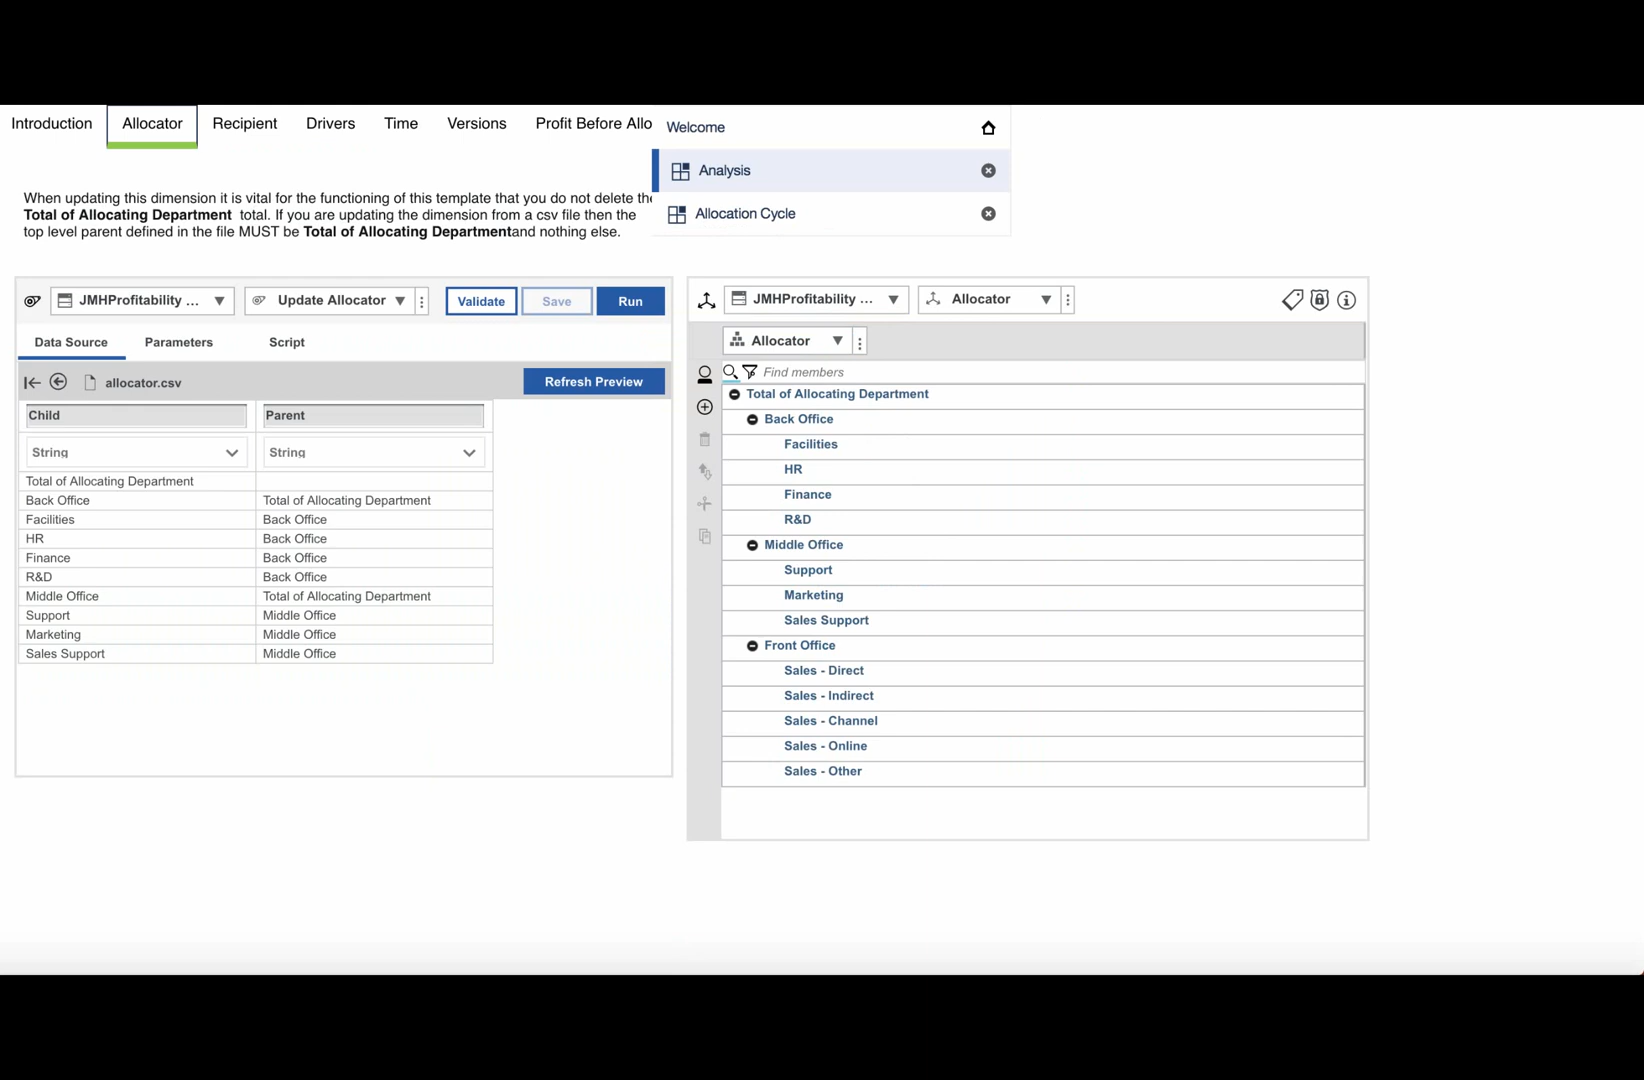 Introduction Allocator Recipient Drivers Time Versions Profit Before Allo
Welcome
Analysis
Allocation Cycle
When updating this dimension it is vital for the functioning of this template that you do not delete the
Total of Allocating Department total. If you are updating the dimension from a csv file then the
top level parent defined in the file MUST be Total of Allocating Departmentand nothing else.
JMHProfitability ... Update Allocator Validate Save Run
Data Source Parameters Script
allocator.csv Refresh Preview
Child Parent
String String
Total of Allocating Department
Back Office Total of Allocating Department
Facilities Back Office
HR Back Office
Finance Back Office
R&D Back Office
Middle Office Total of Allocating Department
Support Middle Office
Marketing Middle Office
Sales Support Middle Office
JMHProfitability ... Allocator
Allocator
Find members
Total of Allocating Department
Back Office
Facilities
HR
Finance
R&D
Middle Office
Support
Marketing
Sales Support
Front Office
Sales - Direct
Sales - Indirect
Sales - Channel
Sales - Online
Sales - Other